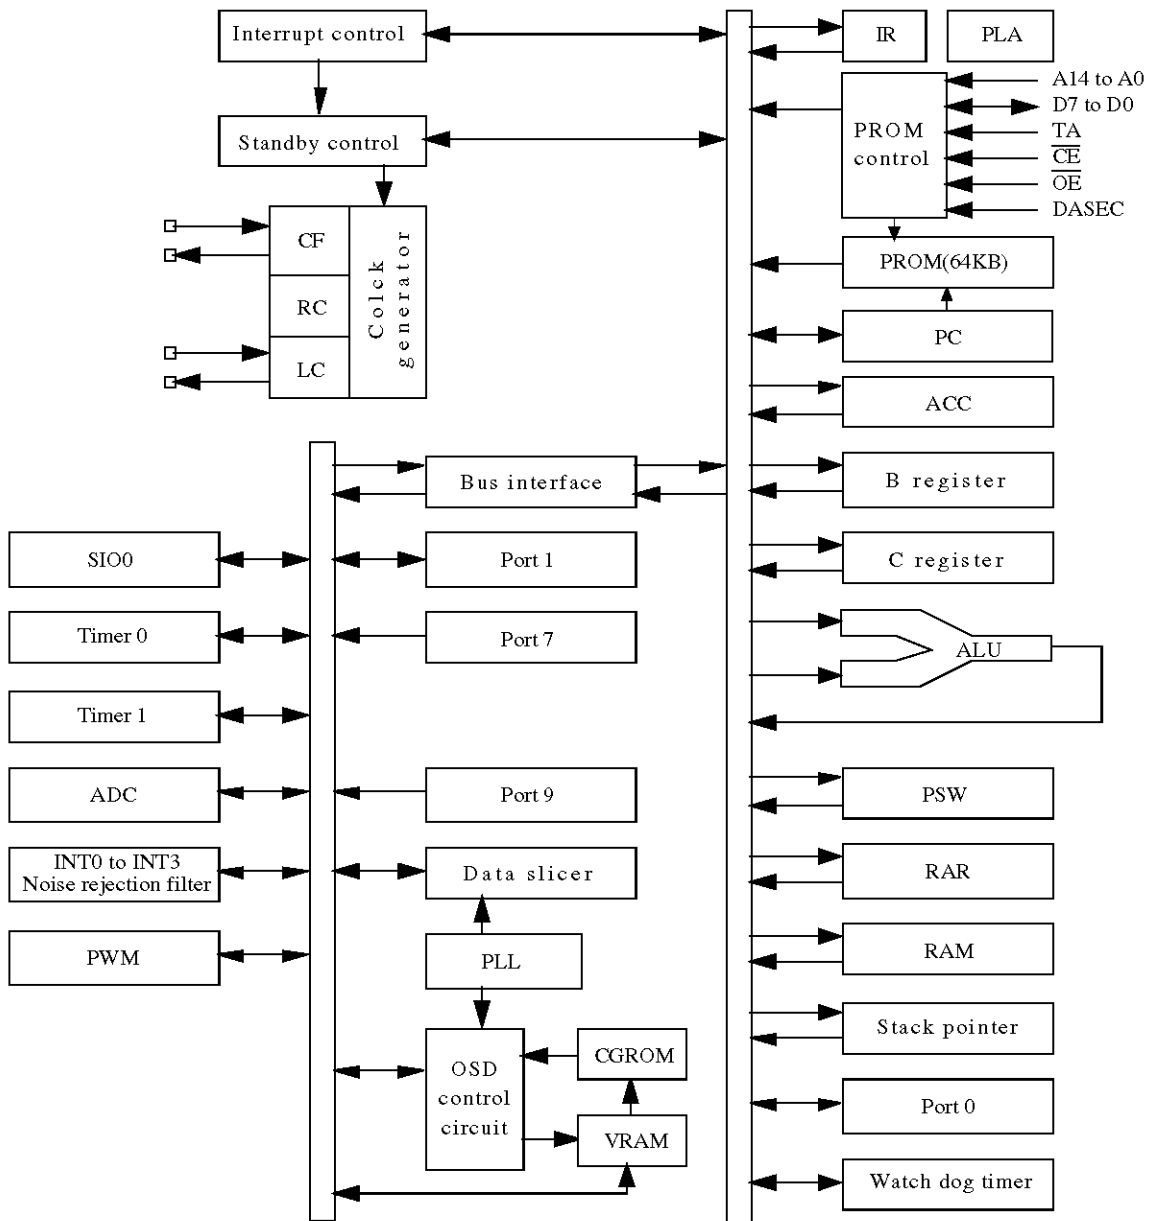 Interrupt control
IR
PLA
A14 to A0
D7 to D0
TA
CE
OE
DASEC
PROM
control
Standby control
CF
RC
LC
Colck
generator
PROM(64KB)
PC
ACC
Bus interface
B register
SIO0
Port 1
C register
Timer 0
Port 7
ALU
Timer 1
ADC
Port 9
PSW
INT0 to INT3
Noise rejection filter
Data slicer
RAR
PWM
PLL
RAM
Stack pointer
OSD
control
circuit
CGROM
VRAM
Port 0
Watch dog timer